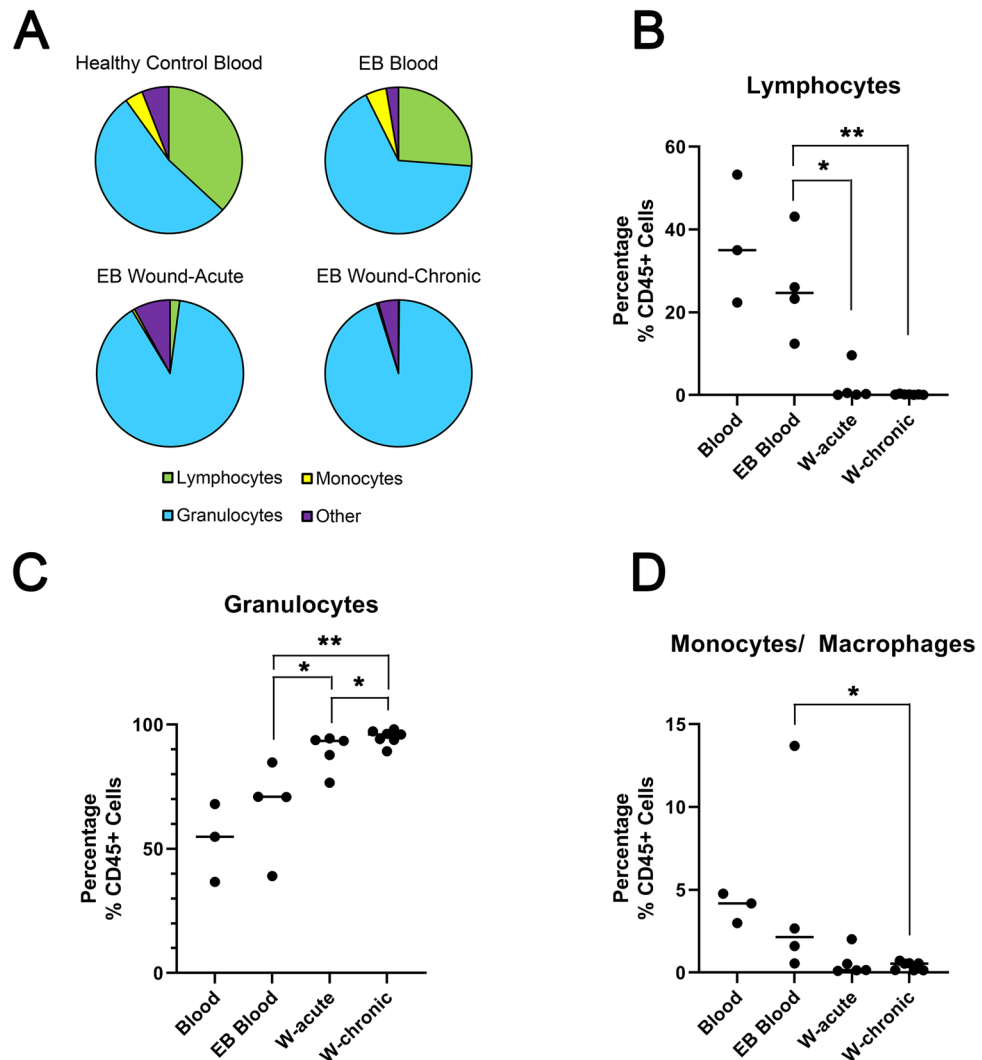 A
Healthy Control Blood
EB Blood
EB Wound-Acute
EB Wound-Chronic
Lymphocytes
Monocytes
Granulocytes
Other
B
Lymphocytes
**
*
Percentage
% CD45+ Cells
60
40
20
0
Blood
EB Blood
W-acute
W-chronic
C
Granulocytes
**
*
*
Percentage
% CD45+ Cells
100
50
0
Blood
EB Blood
W-acute
W-chronic
D
Monocytes/ Macrophages
*
Percentage
% CD45+ Cells
15
10
5
0
Blood
EB Blood
W-acute
W-chronic